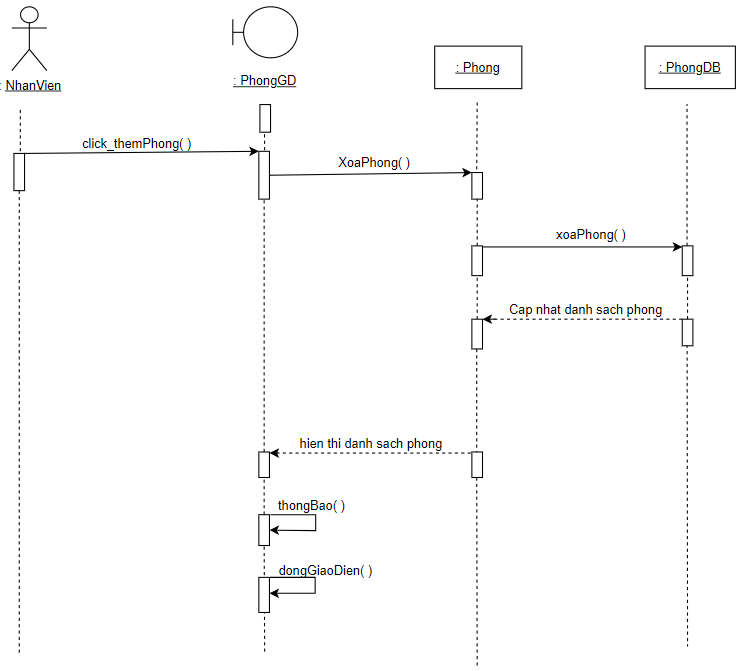 : NhanVien
: PhongGD
: Phong
: PhongDB
click_themPhong( )
XoaPhong( )
xoaPhong( )
Cap nhat danh sach phong
hien thi danh sach phong
thongBao( )
dongGiaoDien( )